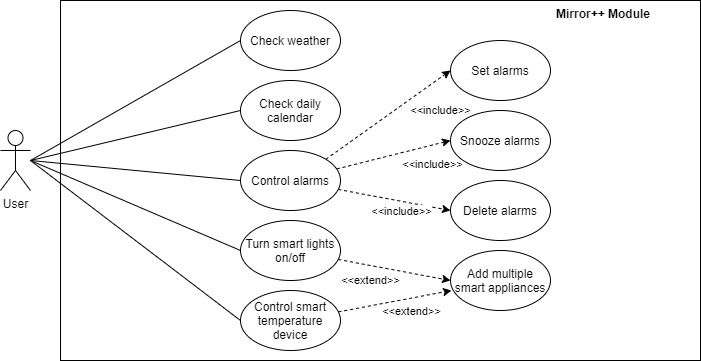 Mirror++ Module
Check weather
Set alarms
Check daily
calendar
<<include>>
Snooze alarms
<<include>>
Control alarms
User
Delete alarms
<<include>>
Turn smart lights
on/off
Add multiple
smart appliances
<<extend>>
Control smart
temperature
device
<<extend>>